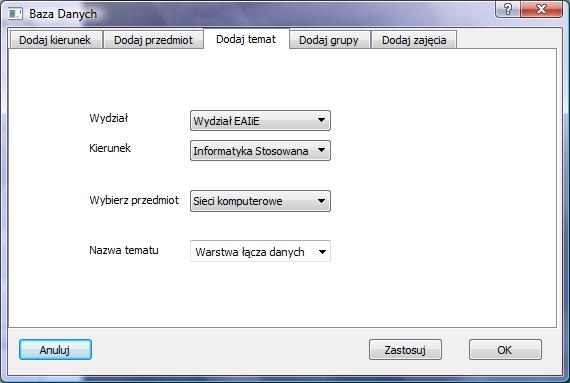 Baza Danych
Dodaj kierunek Dodaj przedmiot Dodaj temat Dodaj grupy Dodaj zajęcia
Wydział Wydział EAIiE
Kierunek Informatyka Stosowana
Wybierz przedmiot Sieci komputerowe
Nazwa tematu Warstwa łącza danych
Anuluj Zastosuj OK